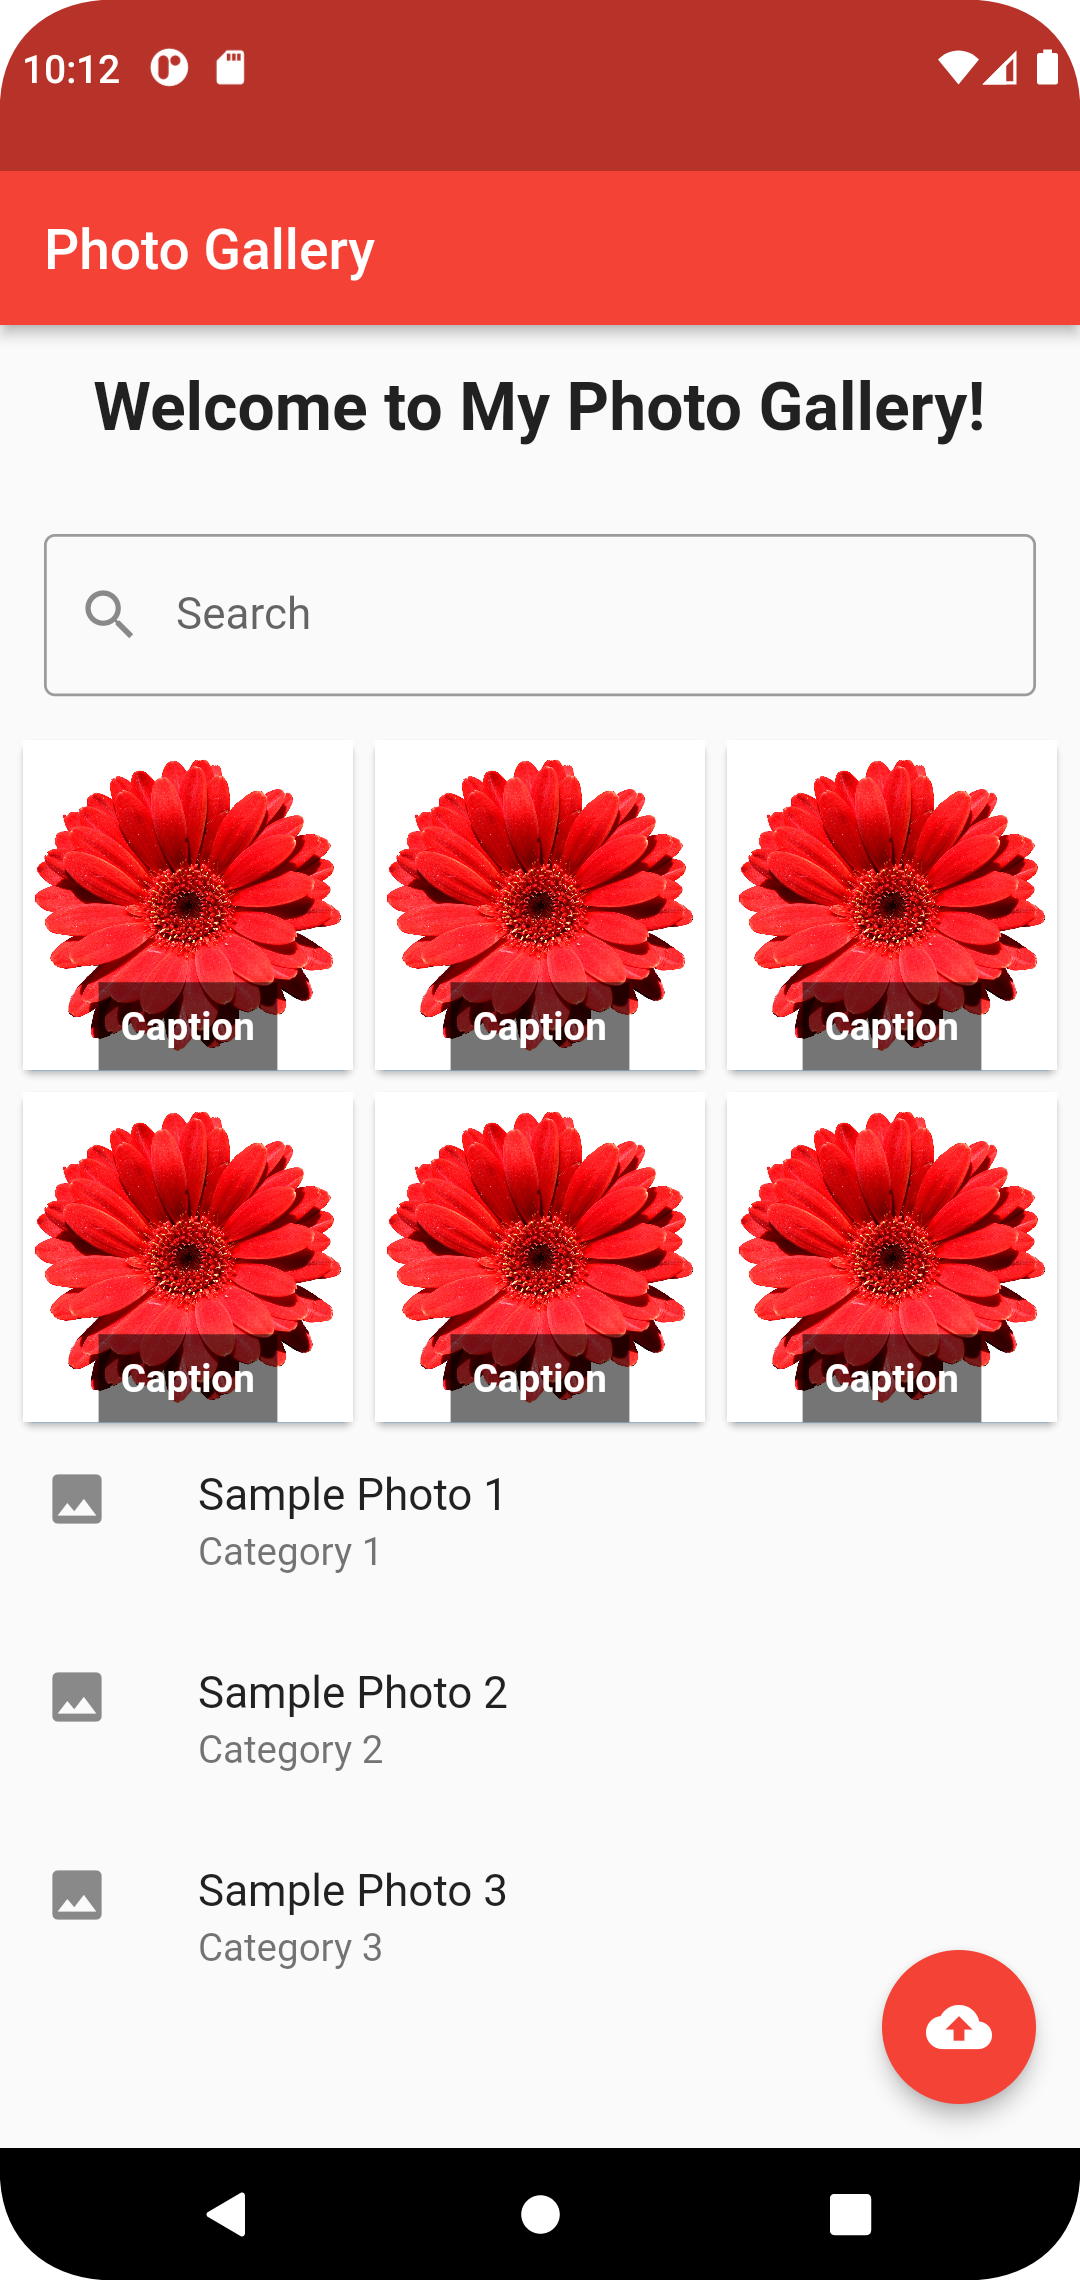 10:12
Photo Gallery
Welcome to My Photo Gallery!
Search
Caption Caption Caption
Caption Caption Caption
Sample Photo 1
Category 1
Sample Photo 2
Category 2
Sample Photo 3
Category 3